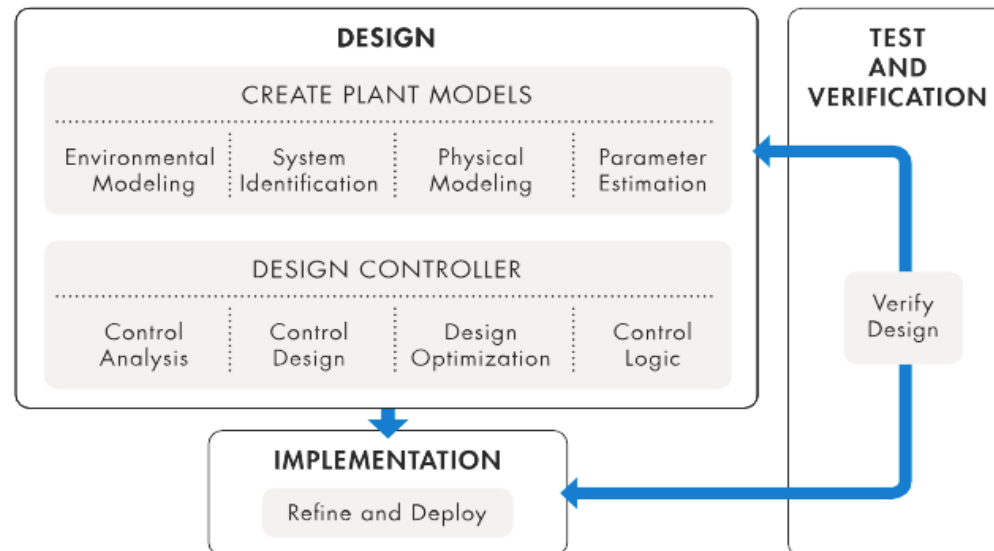 DESIGN
CREATE PLANT MODELS
Environmental
Modeling
System
Identification
Physical
Modeling
Parameter
Estimation
DESIGN CONTROLLER
Control
Analysis
Control
Design
Design
Optimization
Control
Logic
IMPLEMENTATION
Refine and Deploy
TEST
AND
VERIFICATION
Verify
Design